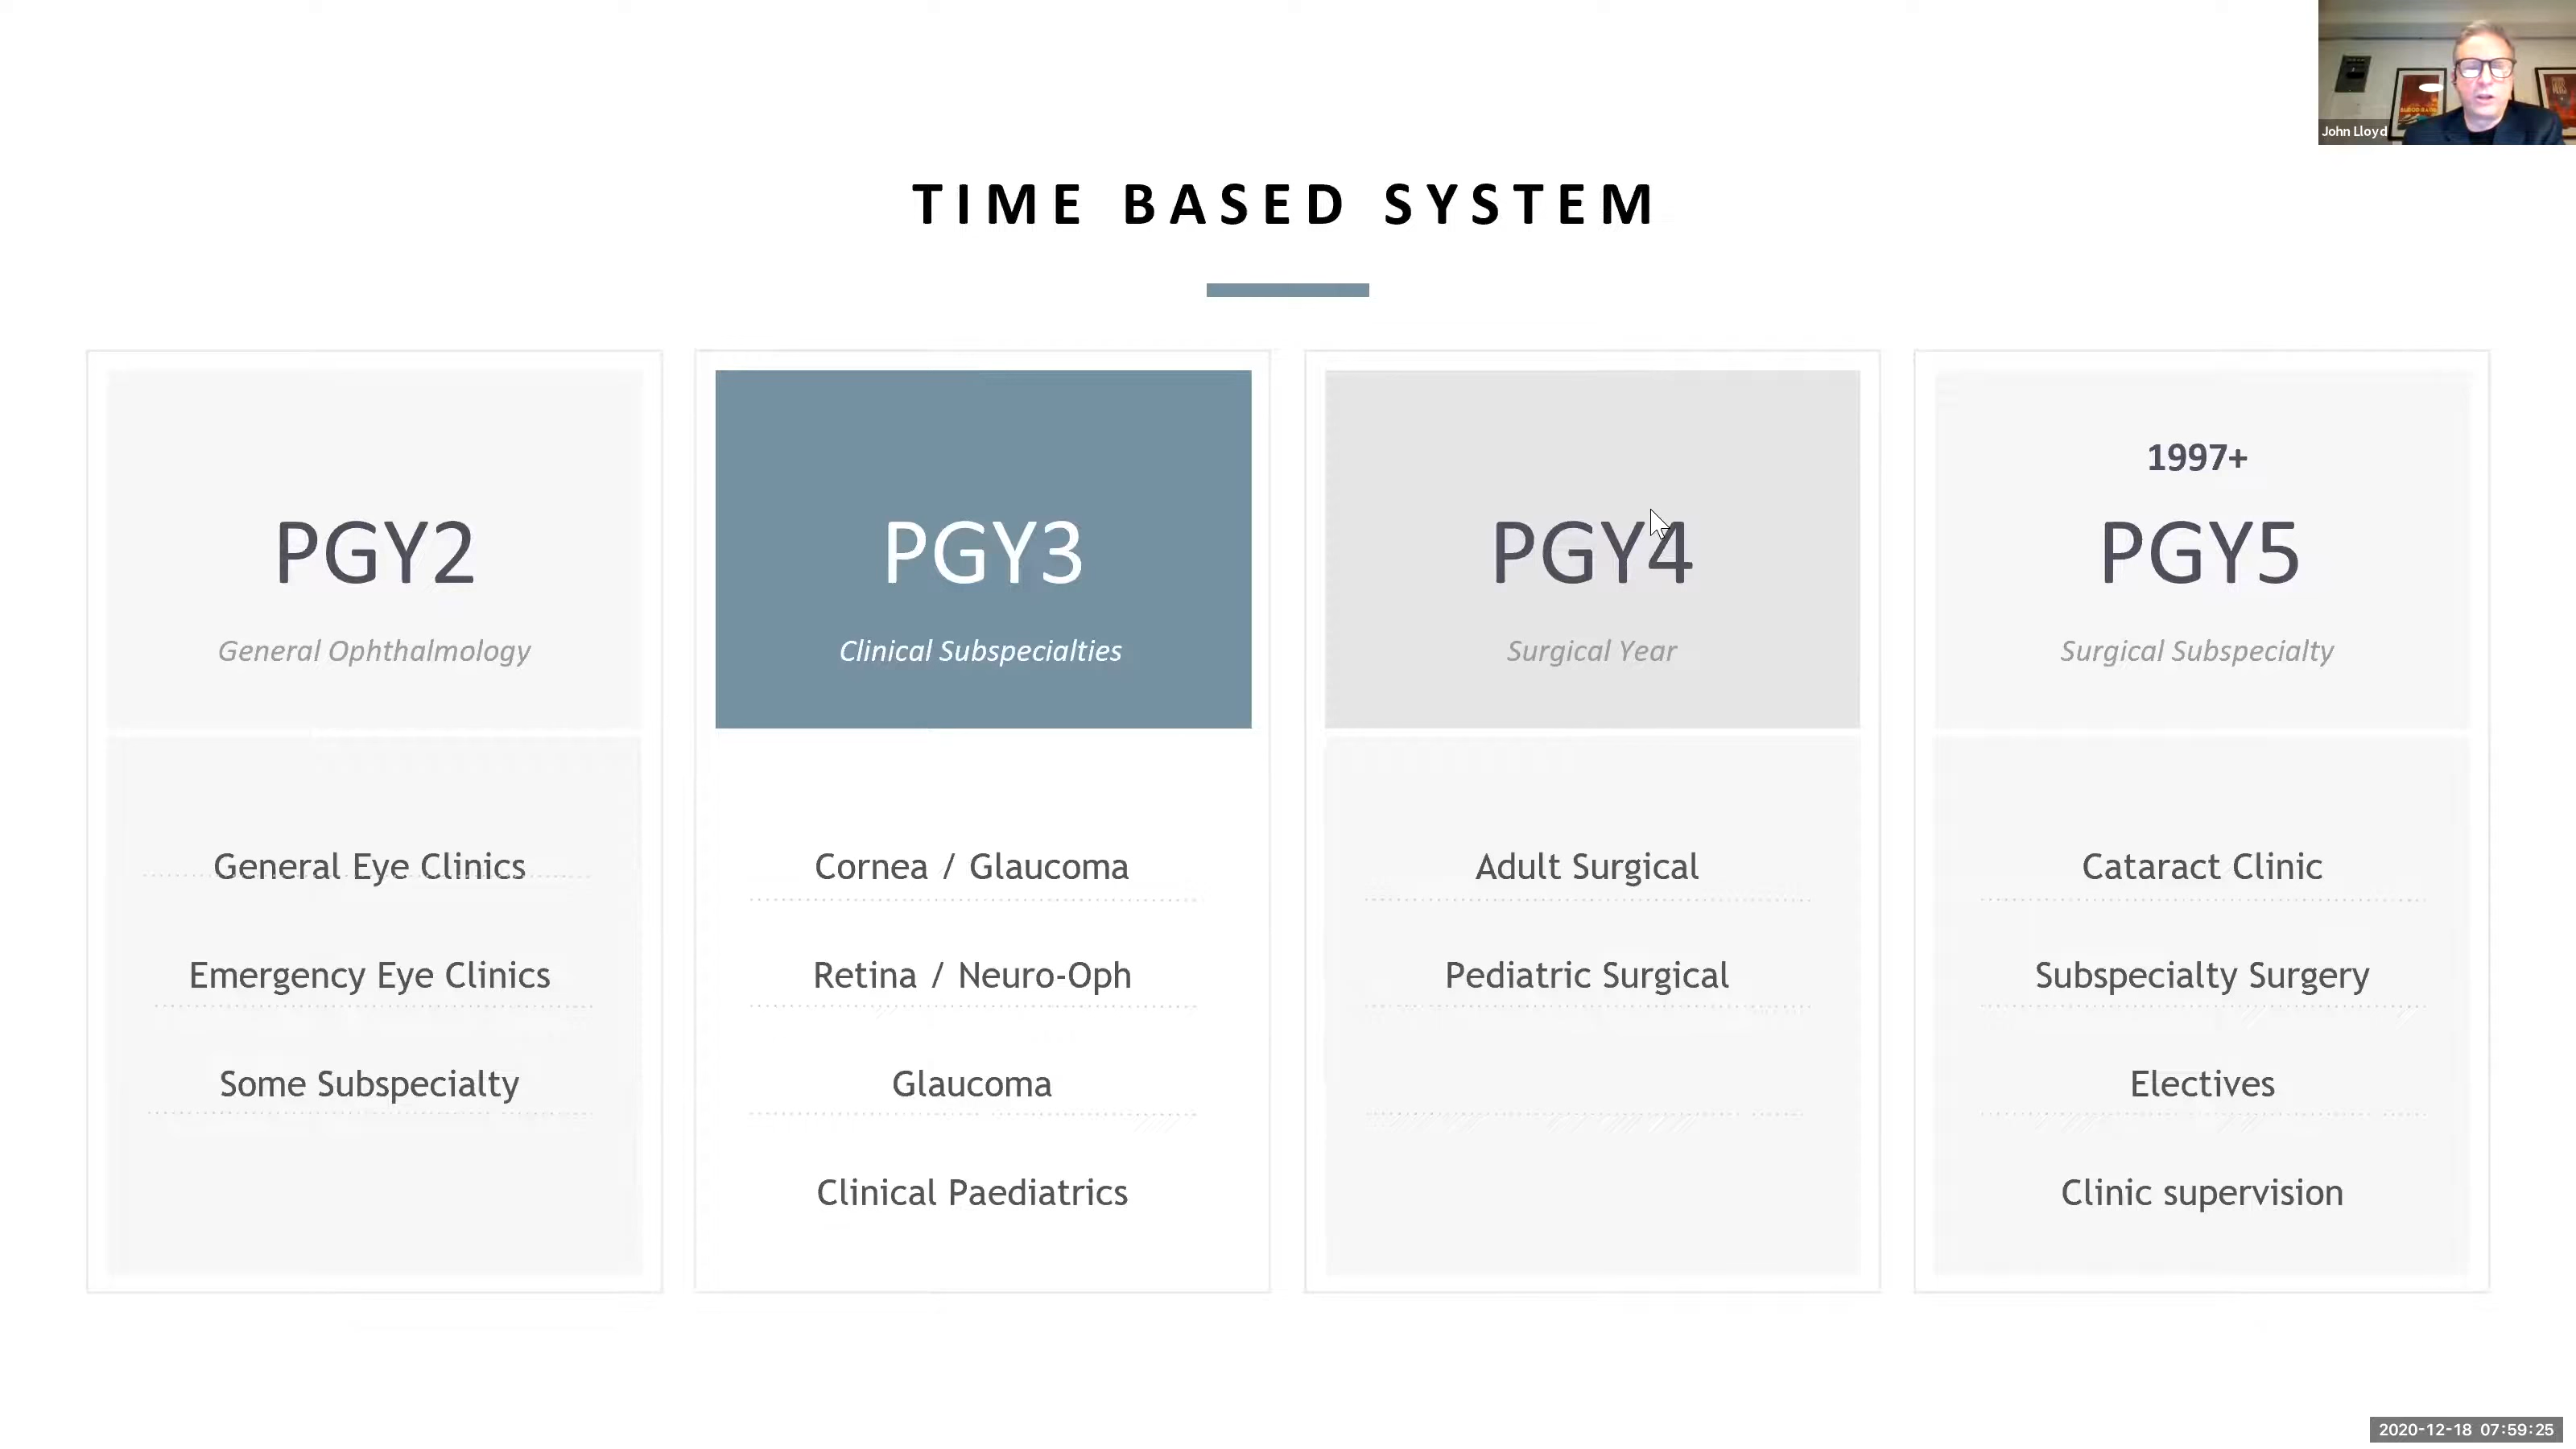 John Lloyd
TIME BASED SYSTEM
PGY2
General Ophthalmology
General Eye Clinics
Emergency Eye Clinics
Some Subspecialty
PGY3
Clinical Subspecialties
Cornea / Glaucoma
Retina / Neuro-Oph
Glaucoma
Clinical Paediatrics
PGY4
Surgical Year
Adult Surgical
Pediatric Surgical
1997+
PGY5
Surgical Subspecialty
Cataract Clinic
Subspecialty Surgery
Electives
Clinic supervision
2020-12-18 07:59:25